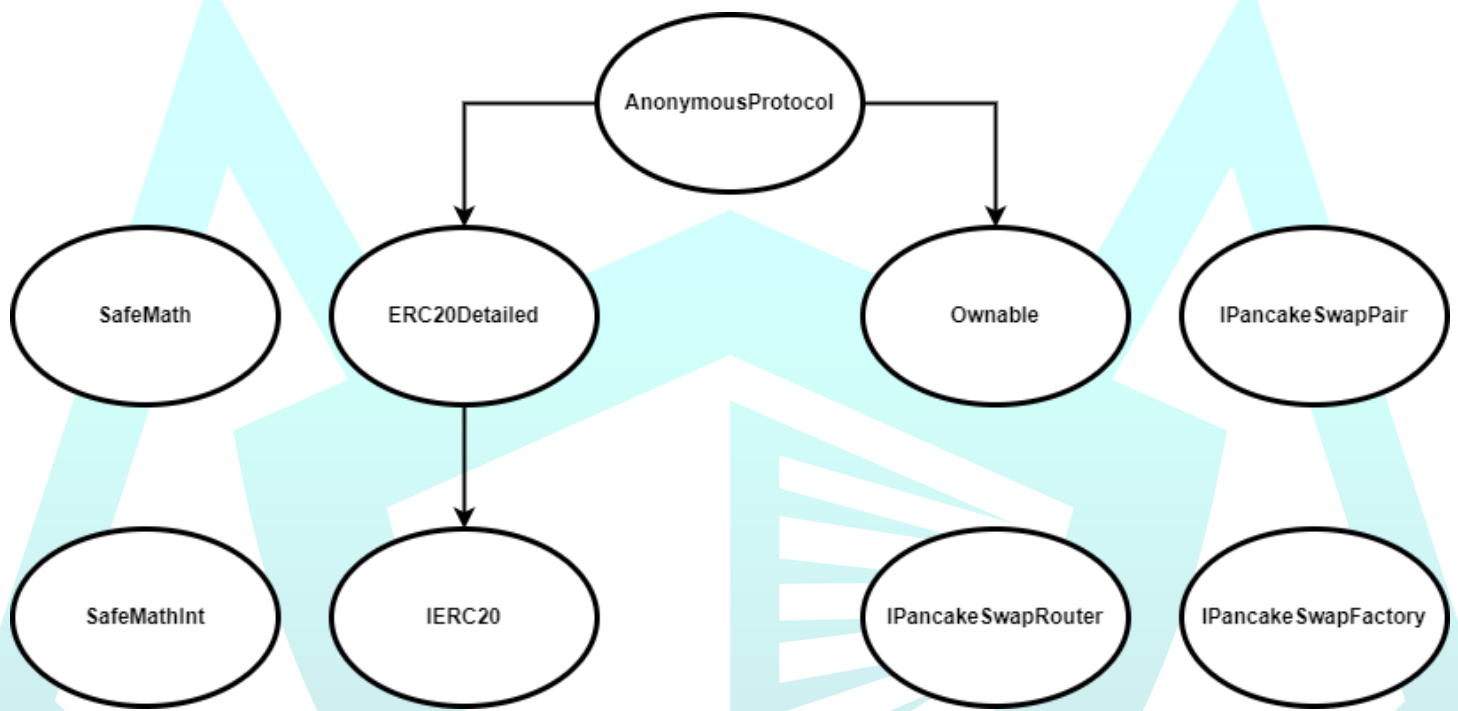 AnonymousProtocol
SafeMath
ERC20Detailed
Ownable
IPancakeSwapPair
SafeMathInt
IERC20
IPancakeSwapRouter
IPancakeSwapFactory